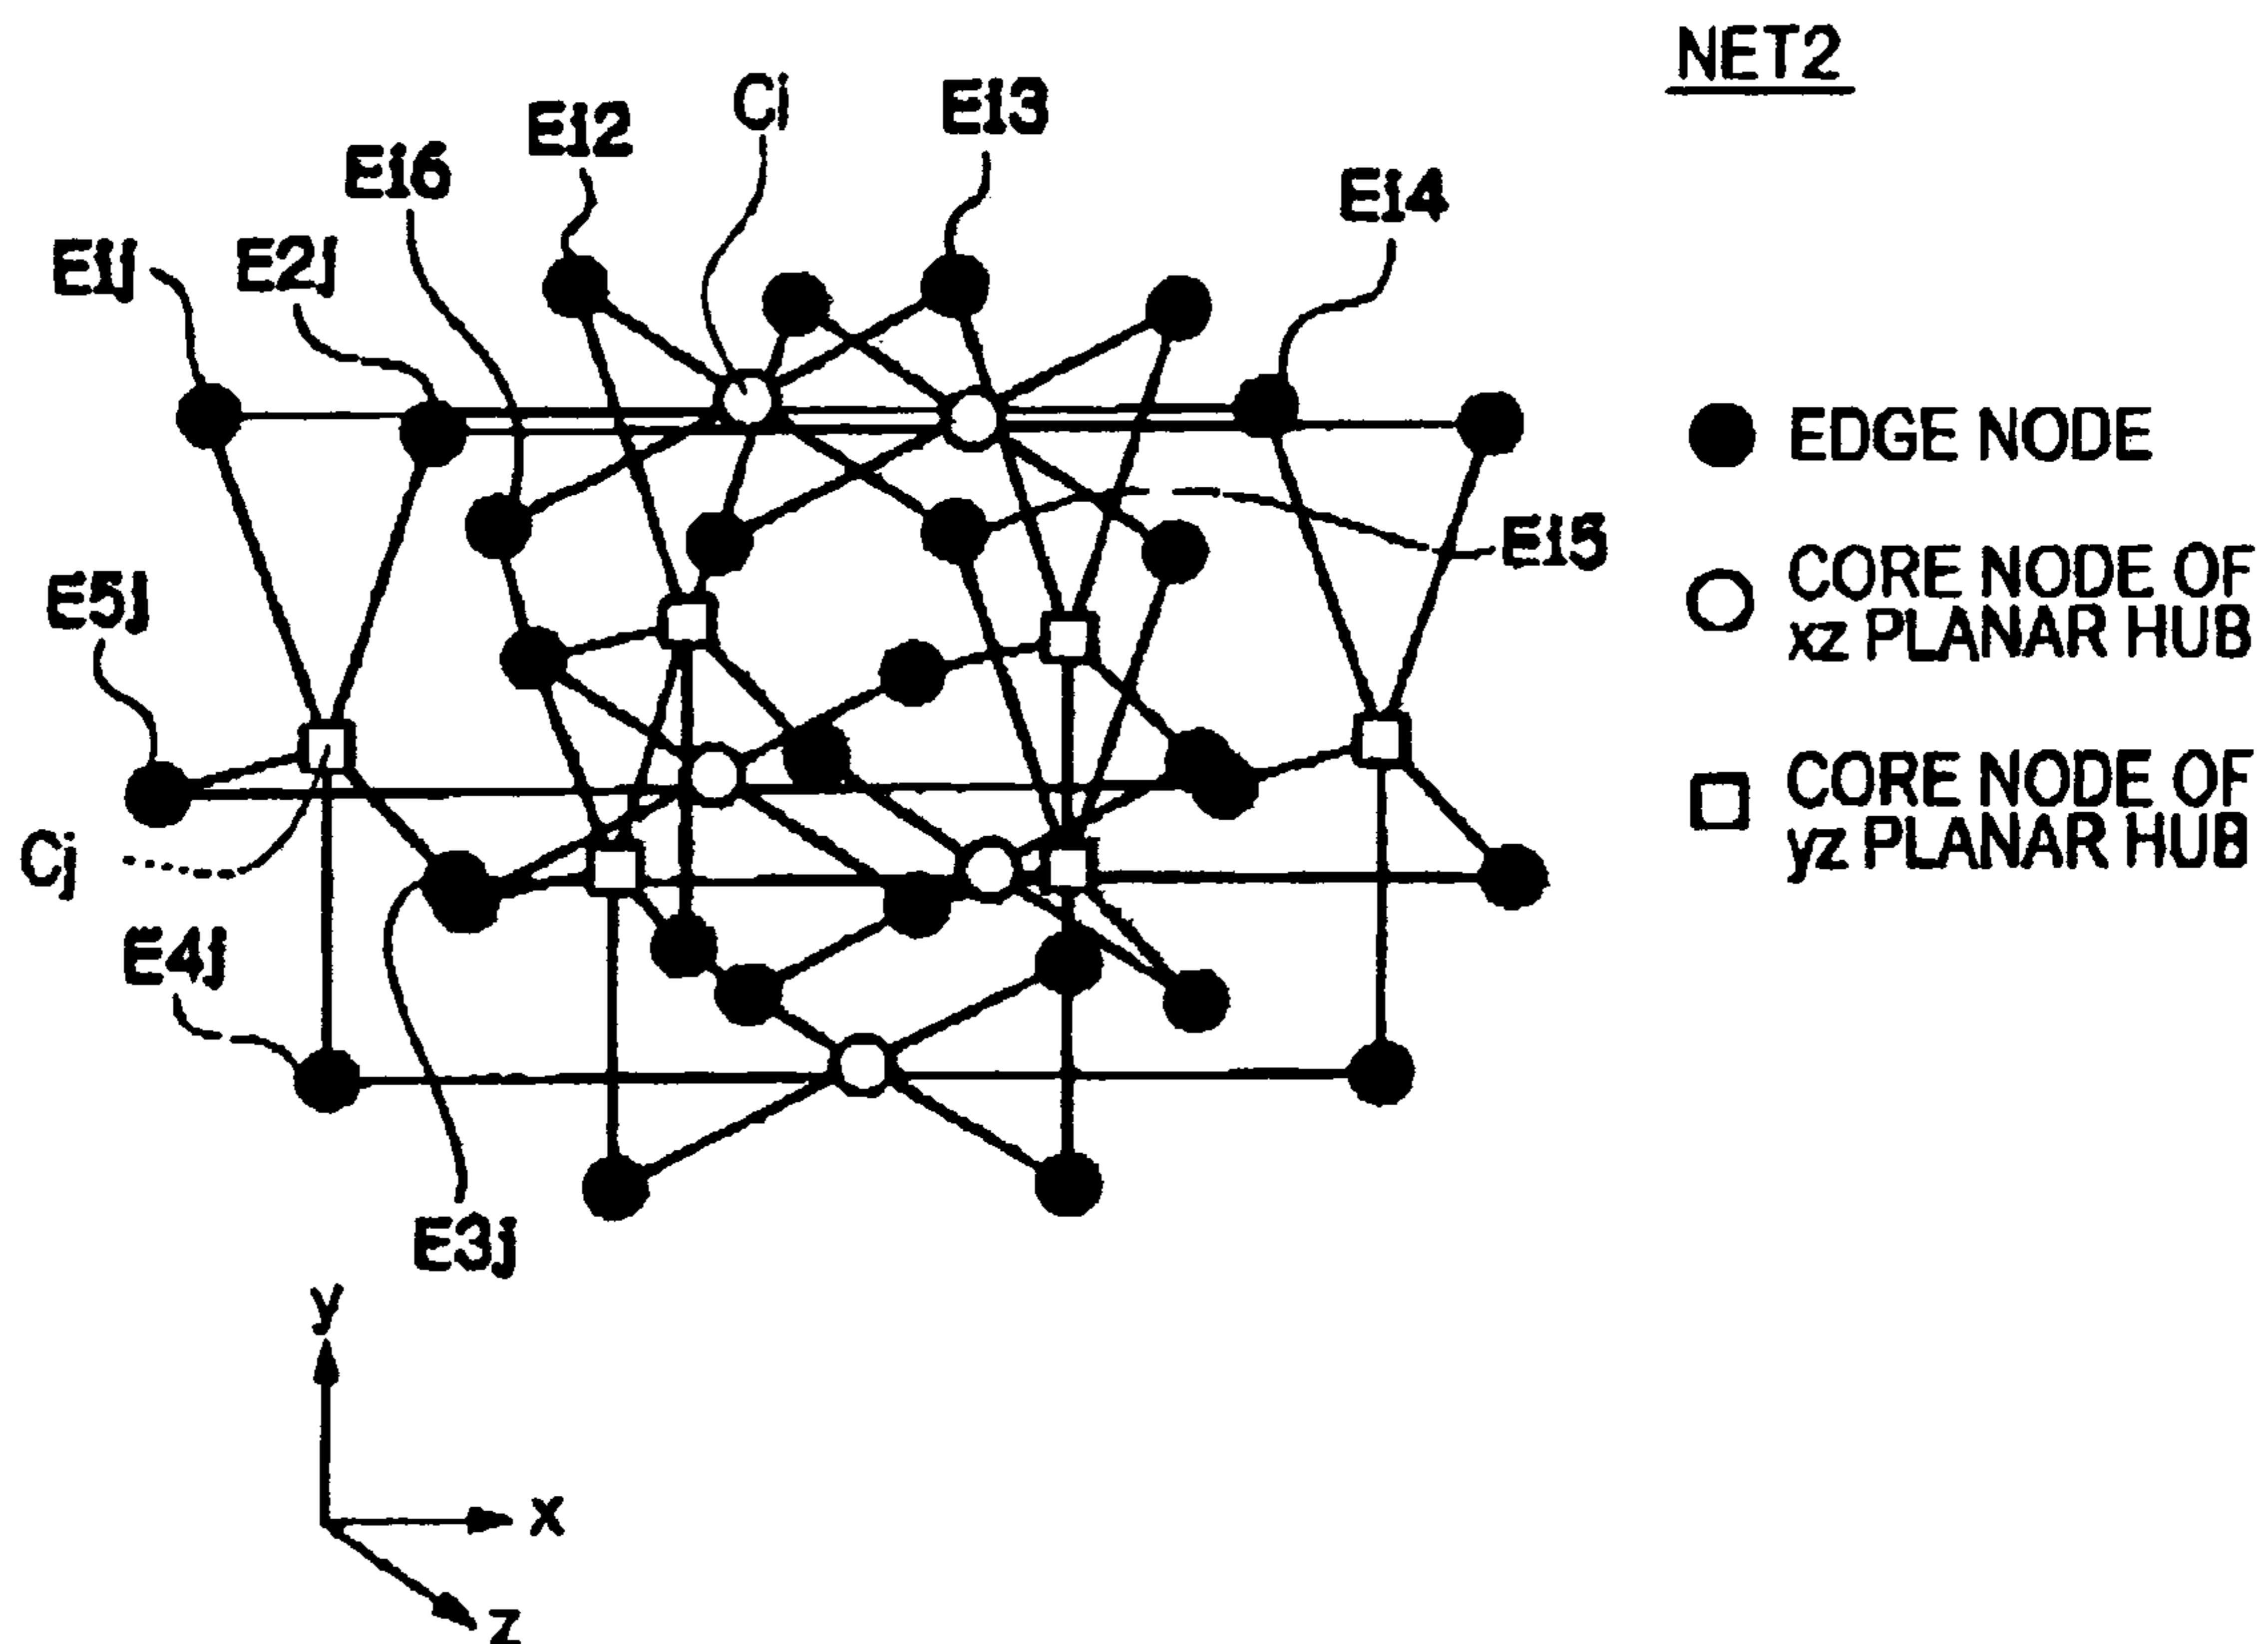 NET2
Ci
Ei3
Ei2
Ei6
Ei4
E1j
E2j
EDGE NODE
Ei5
CORE NODE OF
xz PLANAR HUB
E5j
CORE NODE OF
yz PLANAR HUB
Cj
E4j
E3j
y
x
z